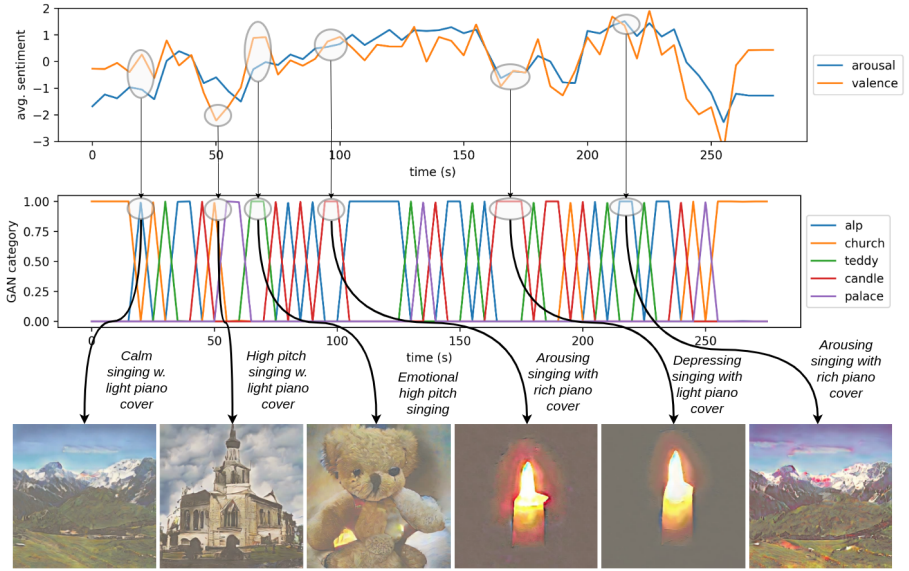 2
1
0
−1
−2
−3
avg. sentiment
0
50
100
150
200
250
time (s)
arousal
valence
1.00
0.75
0.50
0.25
0.00
GAN category
0
50
100
150
200
250
time (s)
alp
church
teddy
candle
palace
Calm
singing w.
light piano
cover
High pitch
singing w.
light piano
cover
Emotional
high pitch
singing
Arousing
singing with
rich piano
cover
Depressing
singing with
light piano
cover
Arousing
singing with
rich piano
cover